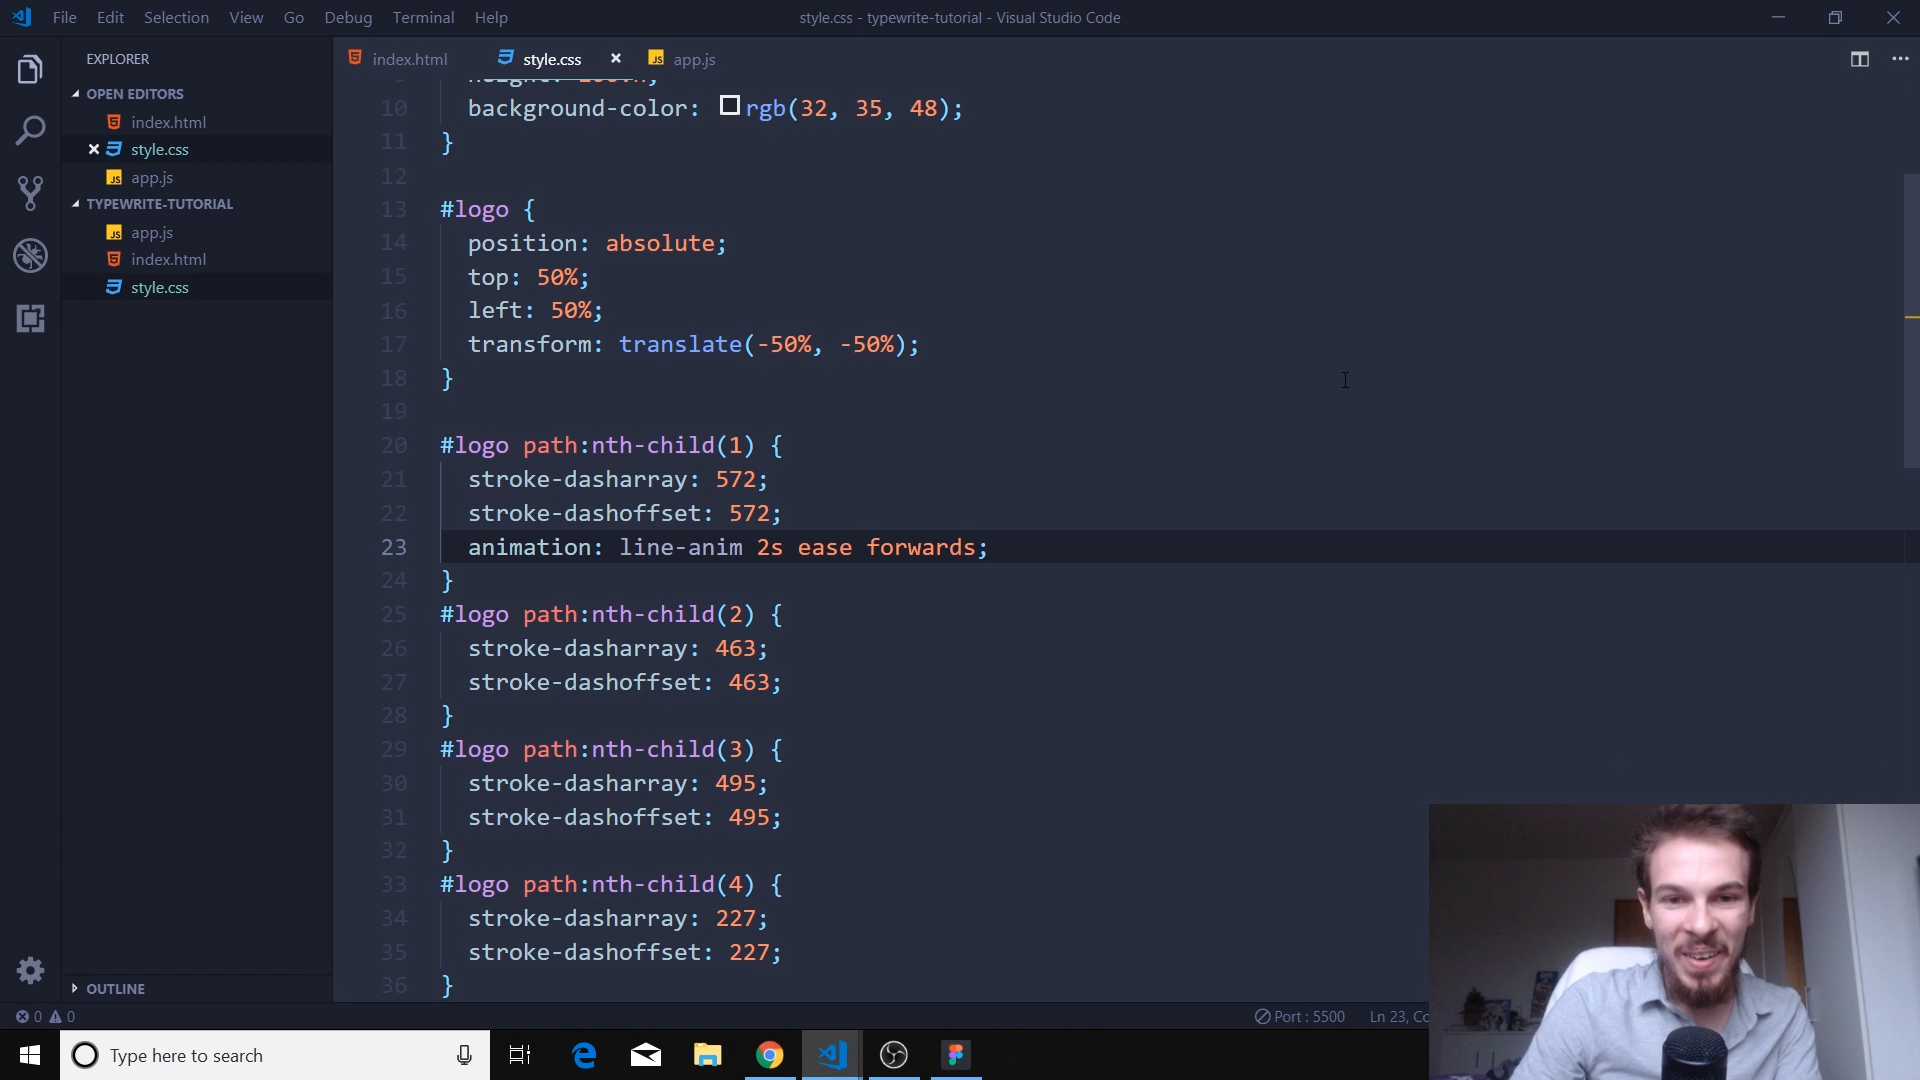 File Edit Selection View Go Debug Terminal Help
style.css - typewrite-tutorial - Visual Studio Code
EXPLORER
OPEN EDITORS
index.html
style.css
app.js
TYPEWRITE-TUTORIAL
app.js
index.html
style.css
OUTLINE
index.html style.css app.js
10 background-color: rgb(32, 35, 48);
11 }
12
13 #logo {
14 position: absolute;
15 top: 50%;
16 left: 50%;
17 transform: translate(-50%, -50%);
18 }
19
20 #logo path:nth-child(1) {
21 stroke-dasharray: 572;
22 stroke-dashoffset: 572;
23 animation: line-anim 2s ease forwards;
24 }
25 #logo path:nth-child(2) {
26 stroke-dasharray: 463;
27 stroke-dashoffset: 463;
28 }
29 #logo path:nth-child(3) {
30 stroke-dasharray: 495;
31 stroke-dashoffset: 495;
32 }
33 #logo path:nth-child(4) {
34 stroke-dasharray: 227;
35 stroke-dashoffset: 227;
36 }
0 0 Port : 5500 Ln 23,
Type here to search